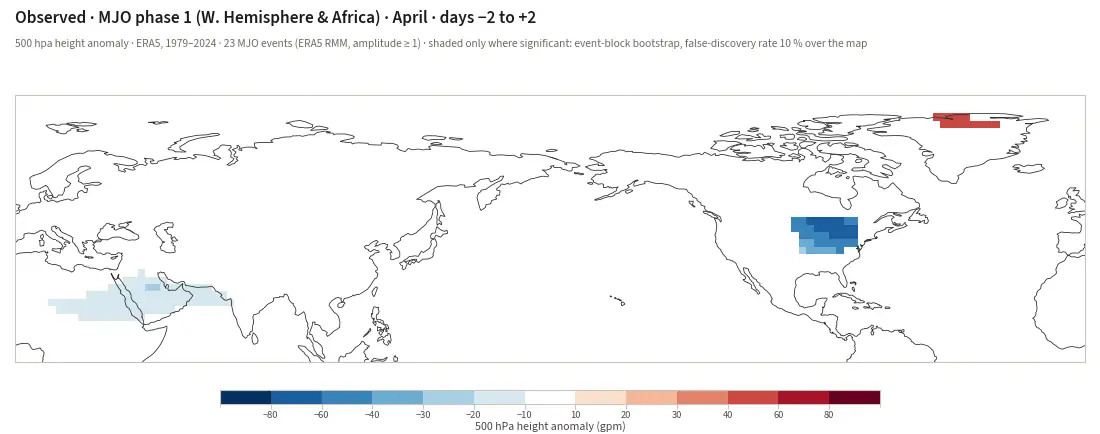 Observed · MJO phase 1 (W. Hemisphere & Africa) · April · days −2 to +2
500 hpa height anomaly · ERA5, 1979–2024 · 23 MJO events (ERA5 RMM, amplitude ≥ 1) · shaded only where significant: event-block bootstrap, false-discovery rate 10 % over the map
−80 −60 −40 −30 −20 −10 10 20 30 40 60 80
500 hPa height anomaly (gpm)